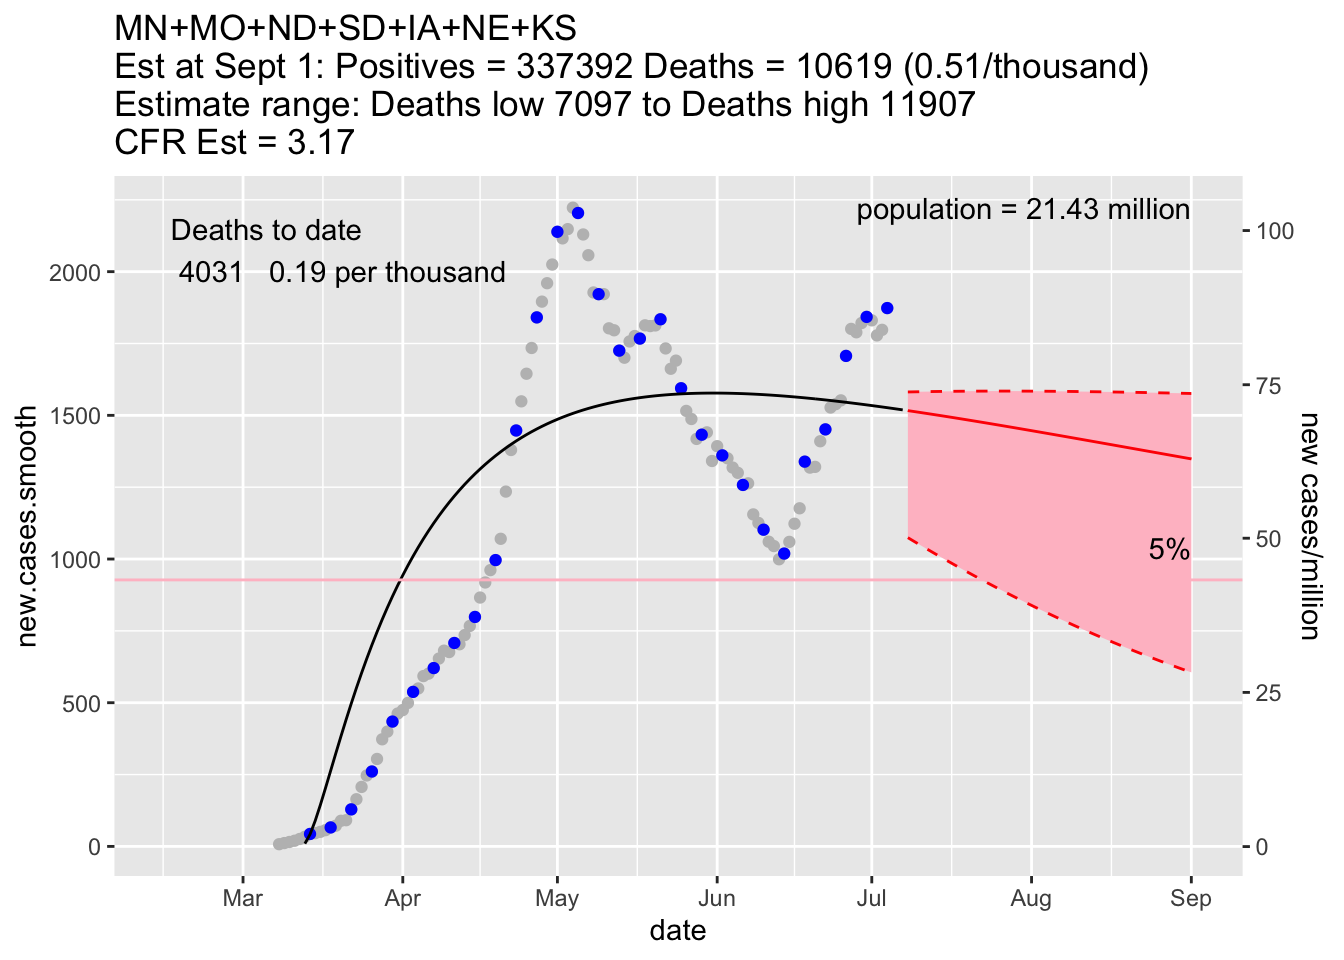 MN+MO+ND+SD+IA+NE+KS
Est at Sept 1: Positives = 337392 Deaths = 10619 (0.51/thousand)
Estimate range: Deaths low 7097 to Deaths high 11907
CFR Est = 3.17
population = 21.43 million
Deaths to date
4031 0.19 per thousand
new.cases.smooth
2000
1500
1000
500
0
100
75
50
25
0
new cases/million
5%
Mar Apr May Jun Jul Aug Sep
date